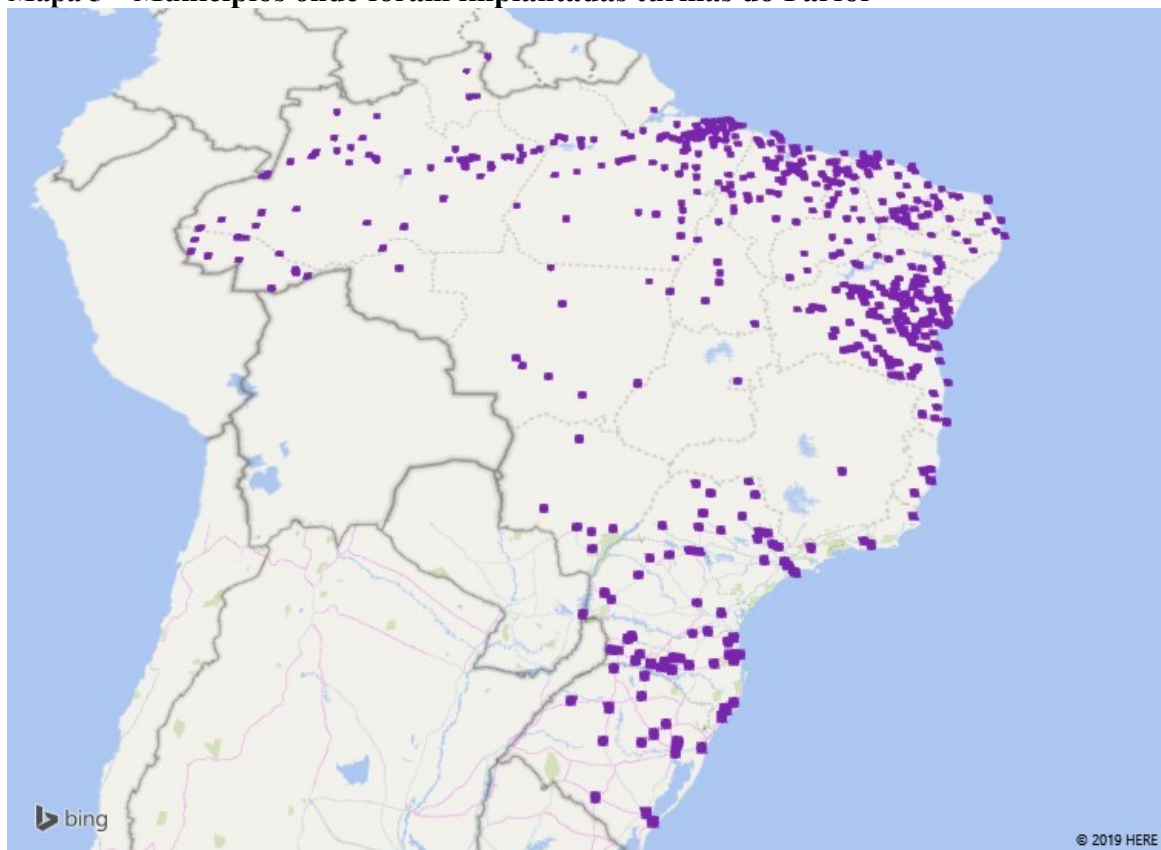 Mapa 3 – Municípios onde foram implantadas turmas do Parfor
bing
© 2019 HERE